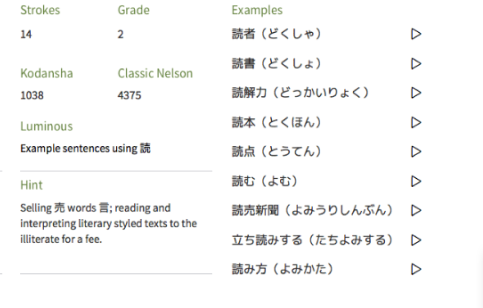 Strokes
14
Grade
2
Kodansha
1038
Classic Nelson
4375
Luminous
Example sentences using 読
Hint
Selling 売 words 言; reading and
interpreting literary styled texts to the
illiterate for a fee.
Examples
読者（どくしゃ）
読書（どくしょ）
読解力（どっかいりょく）
読本（とくほん）
読点（とうてん）
読む（よむ）
読売新聞（よみうりしんぶん）
立ち読みする（たちよみする）
読み方（よみかた）